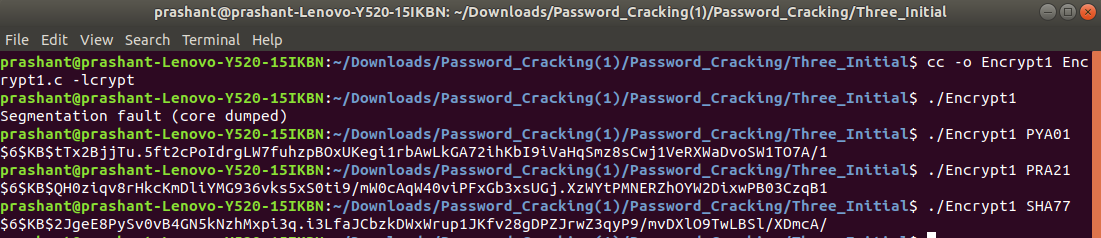 prashant@prashant-Lenovo-Y520-15IKBN: ~/Downloads/Password_Cracking(1)/Password_Cracking/Three_Initial
File Edit View Search Terminal Help
prashant@prashant-Lenovo-Y520-15IKBN:~/Downloads/Password_Cracking(1)/Password_Cracking/Three_Initial$ cc -o Encrypt1 Enc
rypt1.c -lcrypt
prashant@prashant-Lenovo-Y520-15IKBN:~/Downloads/Password_Cracking(1)/Password_Cracking/Three_Initial$ ./Encrypt1
Segmentation fault (core dumped)
prashant@prashant-Lenovo-Y520-15IKBN:~/Downloads/Password_Cracking(1)/Password_Cracking/Three_Initial$ ./Encrypt1 PYA01
$6$KB$tTx2BjjTu.5ft2cPoIdrgLW7fuhzpBOxUKegi1rbAwLkGA72ihKbI9iVaHqSmz8sCwj1VeRXWaDvoSW1TO7A/1
prashant@prashant-Lenovo-Y520-15IKBN:~/Downloads/Password_Cracking(1)/Password_Cracking/Three_Initial$ ./Encrypt1 PRA21
$6$KB$QH0ziqv8rHkcKmDliYMG936vks5xS0ti9/mW0cAqW40viPFxGb3xsUGj.XzWYtPMNERZhOYW2DixwPB03CzqB1
prashant@prashant-Lenovo-Y520-15IKBN:~/Downloads/Password_Cracking(1)/Password_Cracking/Three_Initial$ ./Encrypt1 SHA77
$6$KB$2JgeE8PySv0vB4GN5kNzhMxpi3q.i3LfaJCbzkDWxWrup1JKfv28gDPZJrwZ3qyP9/mvDXlO9TwLBSl/XDmcA/